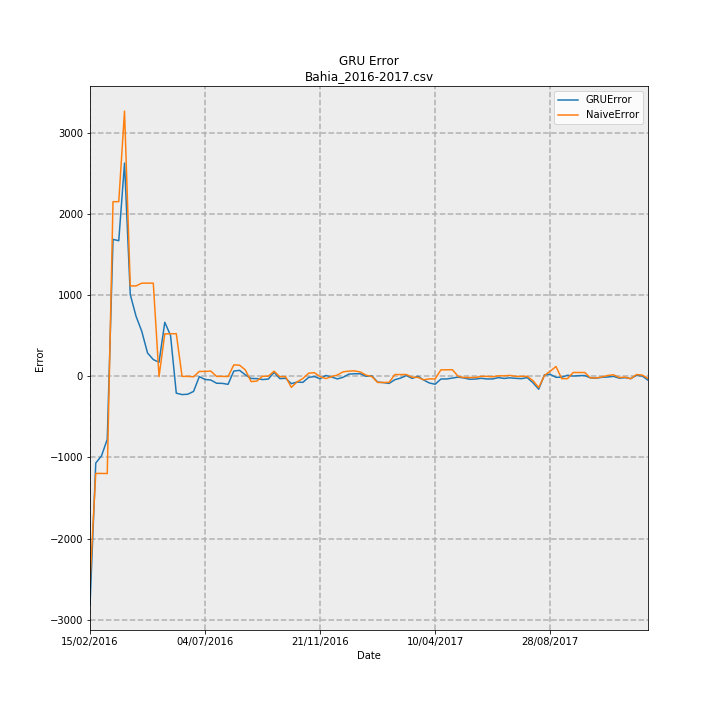 GRU Error
Bahia_2016-2017.csv
GRUError
NaiveError
3000
2000
1000
0
−1000
−2000
−3000
Error
15/02/2016 04/07/2016 21/11/2016 10/04/2017 28/08/2017
Date